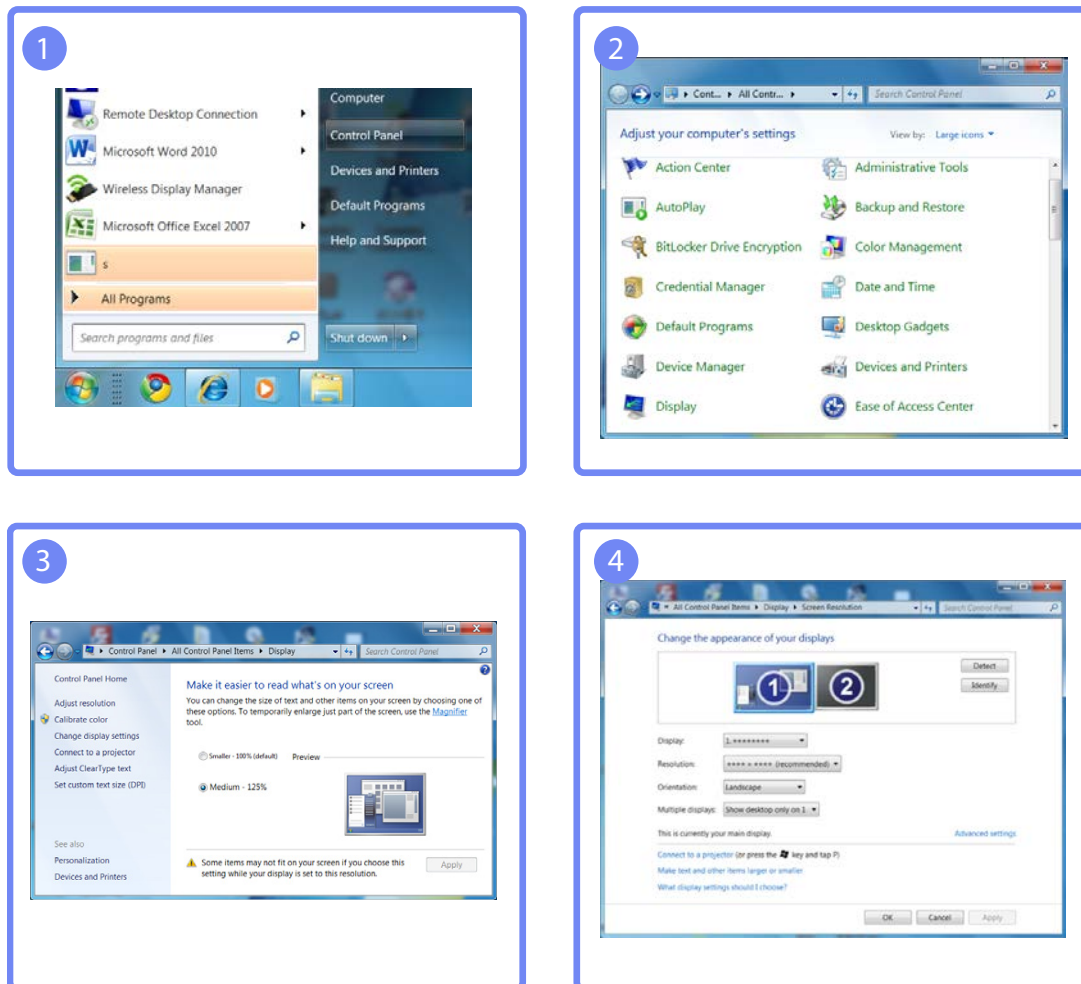 1
Remote Desktop Connection
Microsoft Word 2010
Wireless Display Manager
Microsoft Office Excel 2007
s
All Programs
Search programs and files
Computer
Control Panel
Devices and Printers
Default Programs
Help and Support
Shut down
2
Cont... All Contr...
Search Control Panel
Adjust your computer's settings
View by: Large icons
Action Center
Administrative Tools
AutoPlay
Backup and Restore
BitLocker Drive Encryption
Color Management
Credential Manager
Date and Time
Default Programs
Desktop Gadgets
Device Manager
Devices and Printers
Display
Ease of Access Center
3
Control Panel All Control Panel Items Display
Search Control Panel
Control Panel Home
Adjust resolution
Calibrate color
Change display settings
Connect to a projector
Adjust ClearType text
Set custom text size (DPI)
See also
Personalization
Devices and Printers
Make it easier to read what's on your screen
You can change the size of text and other items on your screen by choosing one of
these options. To temporarily enlarge just part of the screen, use the Magnifier
tool.
Smaller - 100% (default) Preview
Medium - 125%
Some items may not fit on your screen if you choose this
setting while your display is set to this resolution.
Apply
4
All Control Panel Items Display Screen Resolution
Search Control Panel
Change the appearance of your displays
1 2
Detect
Identify
Display: 1.********
Resolution: **** × **** (recommended)
Orientation: Landscape
Multiple displays: Show desktop only on 1
This is currently your main display.
Advanced settings
Connect to a projector (or press the key and tap P)
Make text and other items larger or smaller
What display settings should I choose?
OK Cancel Apply